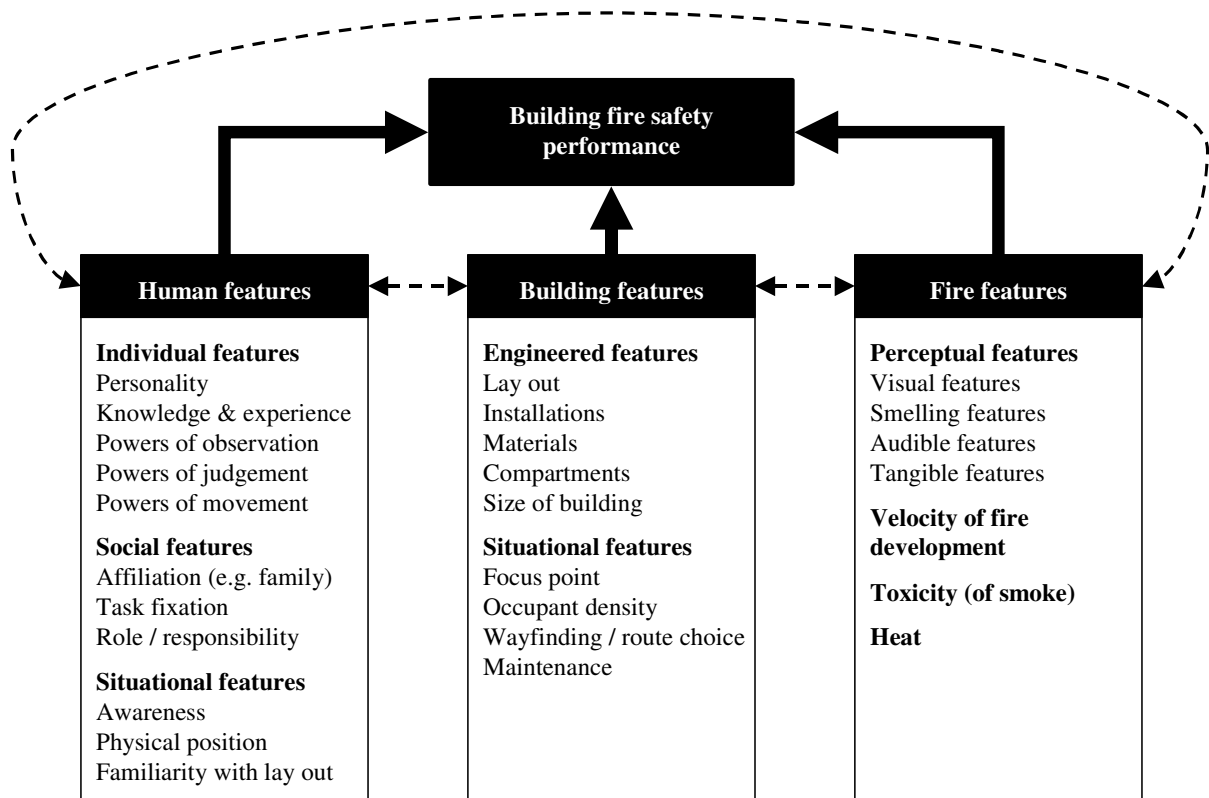 Building fire safety
performance
Human features
Individual features
Personality
Knowledge & experience
Powers of observation
Powers of judgement
Powers of movement
Social features
Affiliation (e.g. family)
Task fixation
Role / responsibility
Situational features
Awareness
Physical position
Familiarity with lay out
Building features
Engineered features
Lay out
Installations
Materials
Compartments
Size of building
Situational features
Focus point
Occupant density
Wayfinding / route choice
Maintenance
Fire features
Perceptual features
Visual features
Smelling features
Audible features
Tangible features
Velocity of fire
development
Toxicity (of smoke)
Heat